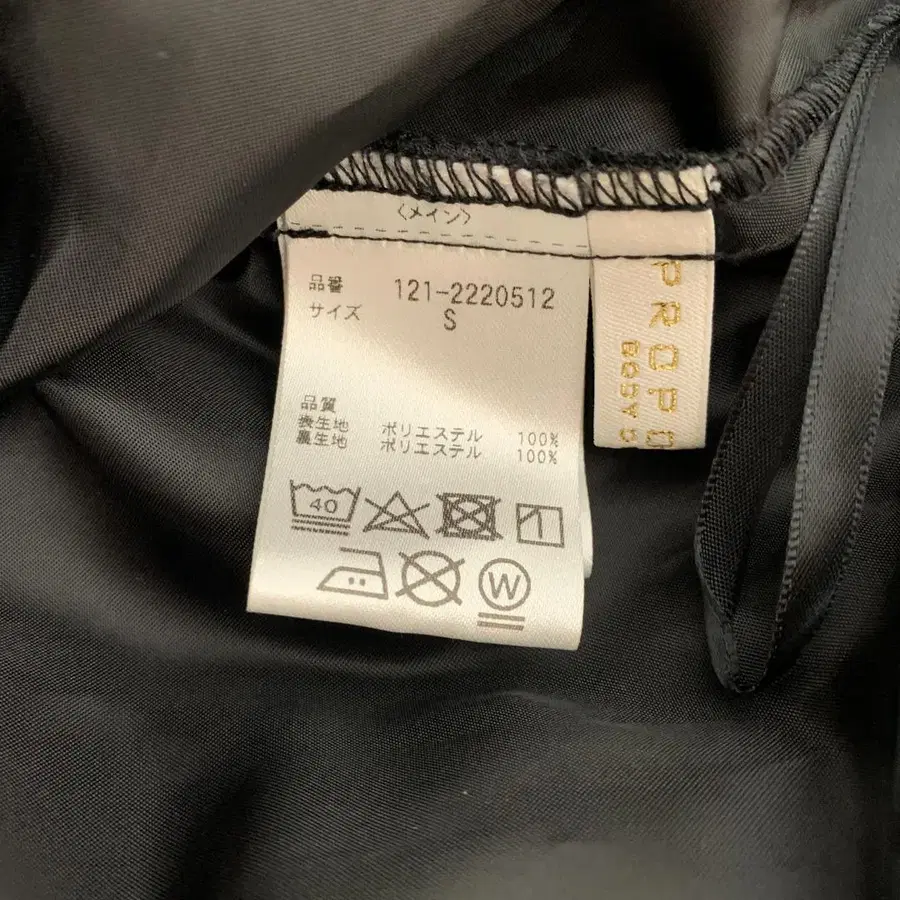 〈メイン〉
品番 121-2220512
サイズ S
品質
表生地 ポリエステル 100%
裏生地 ポリエステル 100%
40
W
PROPO
BODY